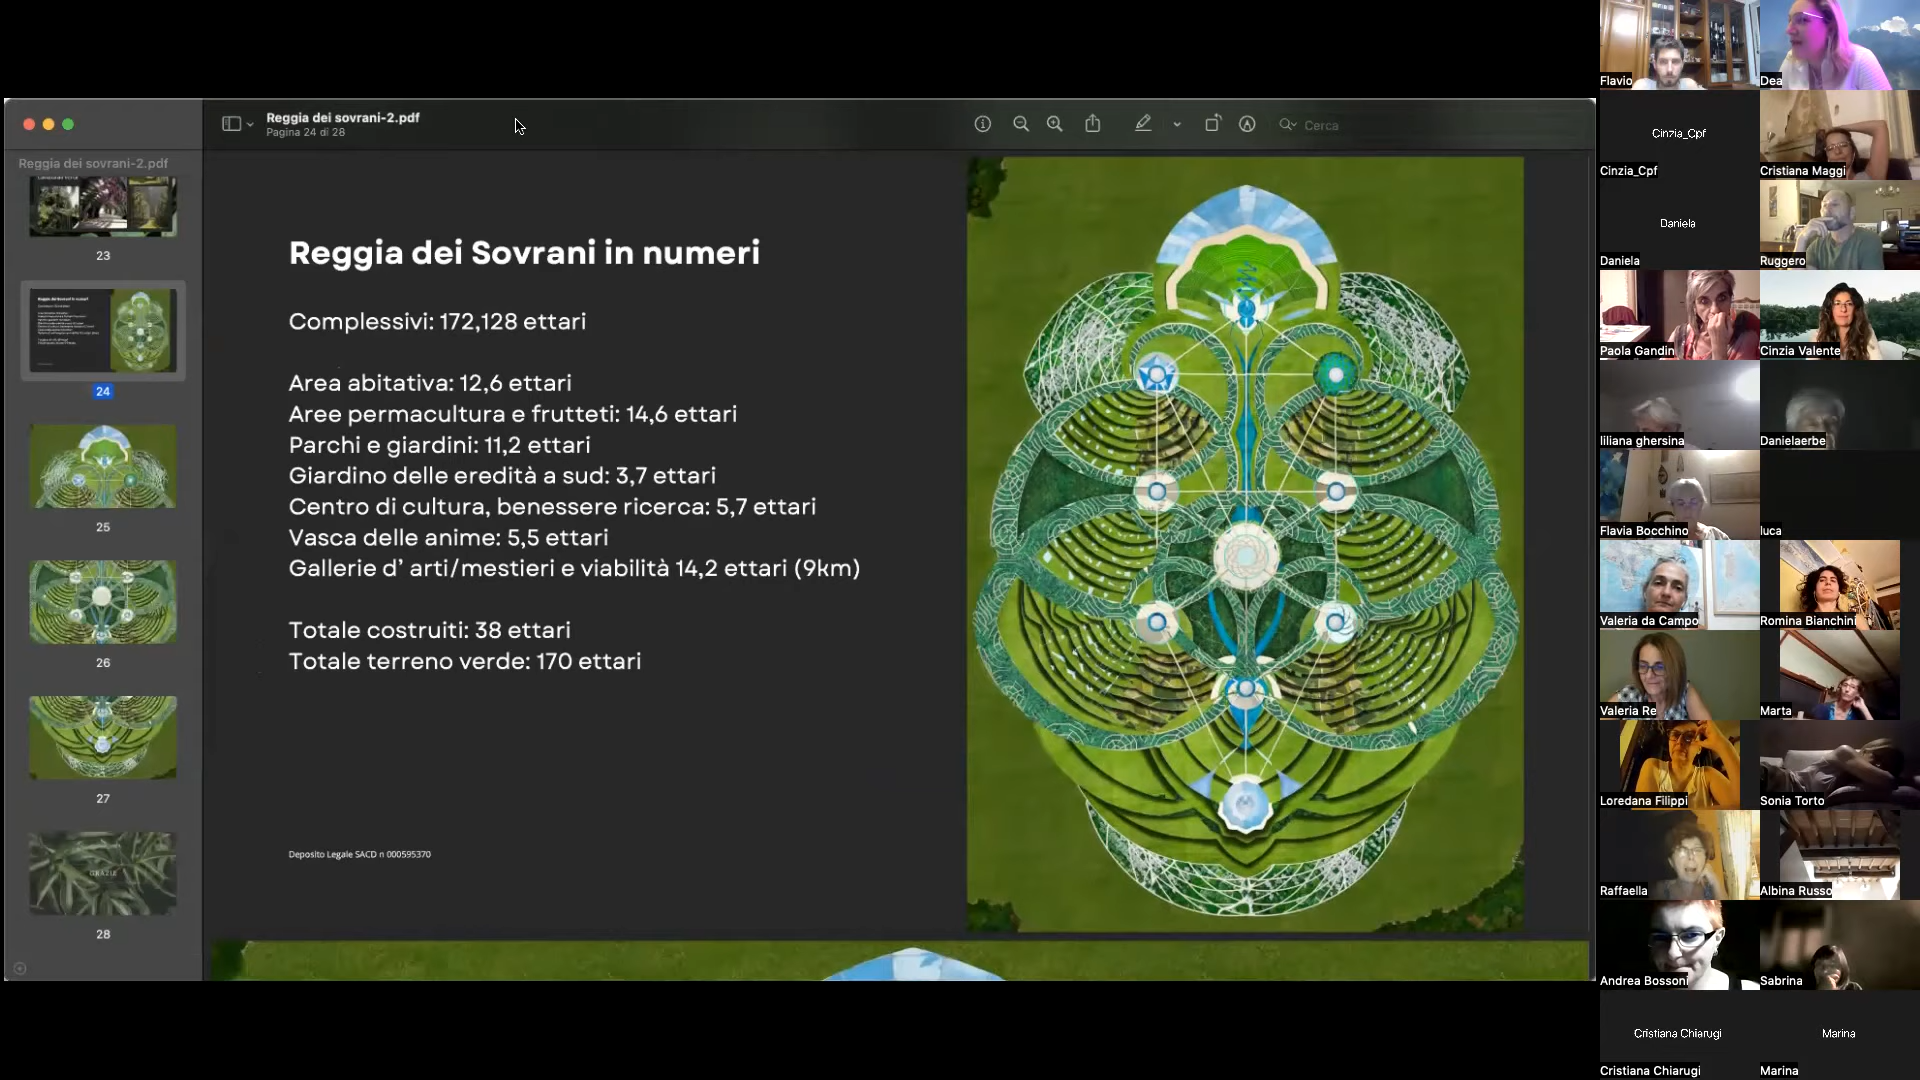 Reggia dei sovrani-2.pdf
Pagina 24 di 28
Cerca
Reggia dei sovrani-2.pdf
23
24
25
26
27
GRAZIE
28
Reggia dei Sovrani in numeri
Complessivi: 172,128 ettari
Area abitativa: 12,6 ettari
Aree permacultura e frutteti: 14,6 ettari
Parchi e giardini: 11,2 ettari
Giardino delle eredità a sud: 3,7 ettari
Centro di cultura, benessere ricerca: 5,7 ettari
Vasca delle anime: 5,5 ettari
Gallerie d’ arti/mestieri e viabilità 14,2 ettari (9km)
Totale costruiti: 38 ettari
Totale terreno verde: 170 ettari
Deposito Legale SACD n 000595370
Flavio
Dea
Cinzia_Cpf
Cinzia_Cpf
Cristiana Maggi
Daniela
Daniela
Ruggero
Paola Gandin
Cinzia Valente
liliana ghersina
Danielaerbe
Flavia Bocchino
luca
Valeria da Campo
Romina Bianchini
Valeria Re
Marta
Loredana Filippi
Sonia Torto
Raffaella
Albina Russo
Andrea Bossoni
Sabrina
Cristiana Chiarugi
Marina
Cristiana Chiarugi
Marina